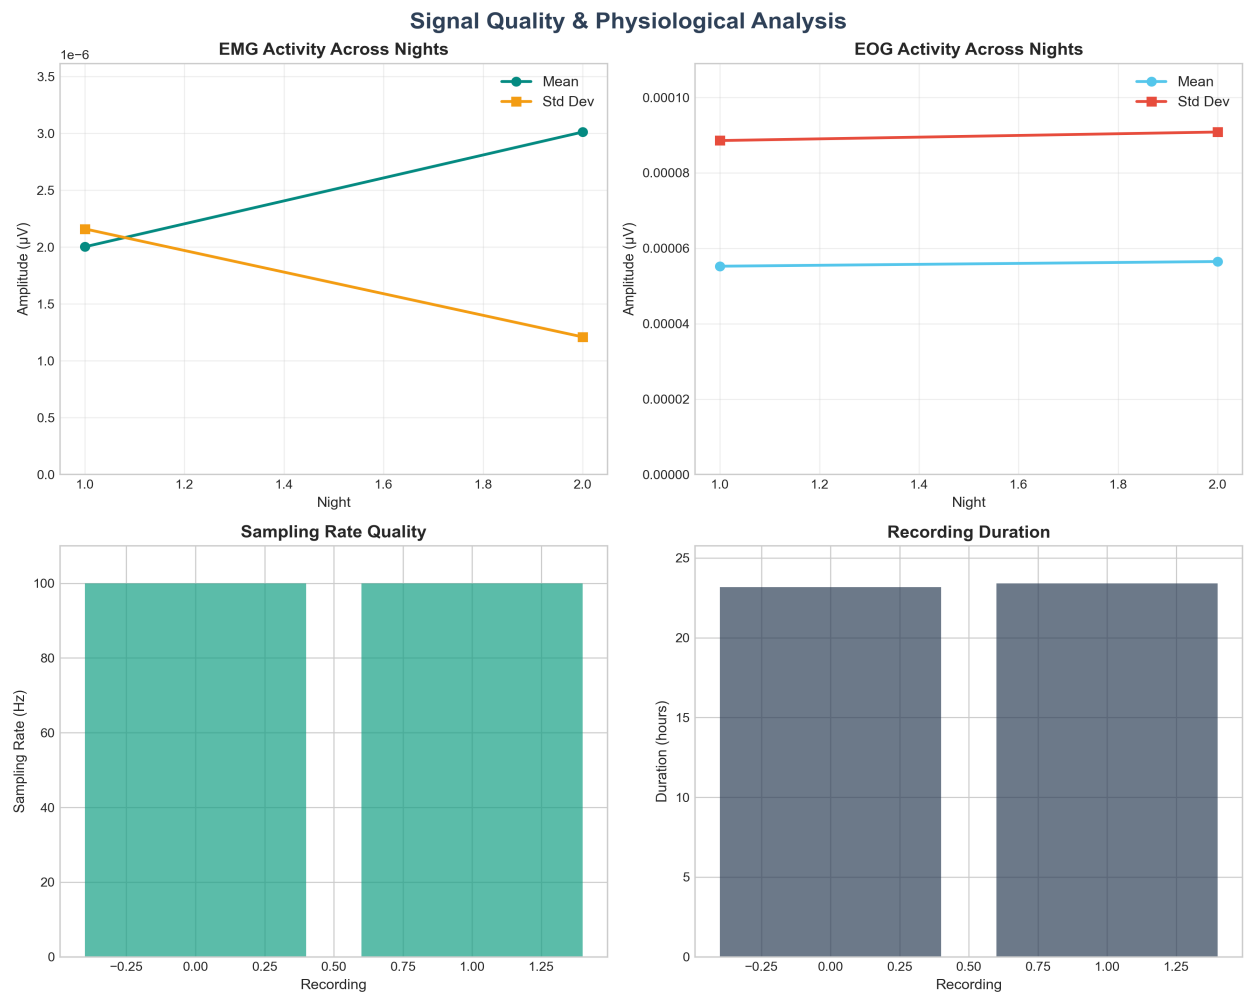 Signal Quality & Physiological Analysis
EMG Activity Across Nights
1e−6
3.5
3.0
2.5
2.0
1.5
1.0
0.5
0.0
Amplitude (μV)
Mean
Std Dev
1.0 1.2 1.4 1.6 1.8 2.0
Night
EOG Activity Across Nights
0.00010
0.00008
0.00006
0.00004
0.00002
0.00000
Amplitude (μV)
Mean
Std Dev
1.0 1.2 1.4 1.6 1.8 2.0
Night
Sampling Rate Quality
100
80
60
40
20
0
Sampling Rate (Hz)
−0.25 0.00 0.25 0.50 0.75 1.00 1.25
Recording
Recording Duration
25
20
15
10
5
0
Duration (hours)
−0.25 0.00 0.25 0.50 0.75 1.00 1.25
Recording